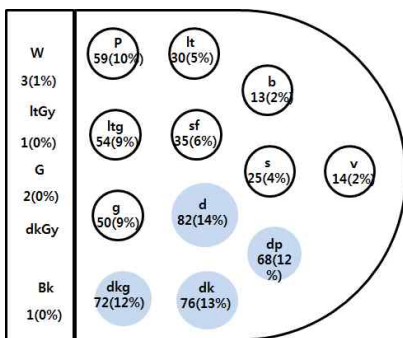 W
3(1%)
ltGy
1(0%)
G
2(0%)
dkGy
Bk
1(0%)
P
59(10%)
lt
30(5%)
b
13(2%)
ltg
54(9%)
sf
35(6%)
s
25(4%)
v
14(2%)
g
50(9%)
d
82(14%)
dp
68(12
%)
dkg
72(12%)
dk
76(13%)